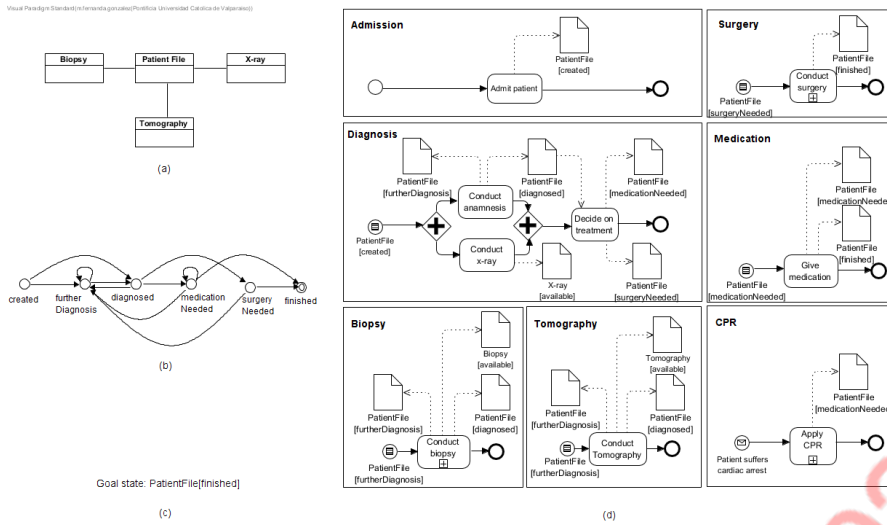 Visual Paradigm Standard(mfernanda.gonzalez(Pontificia Universidad Catolica de Valparaiso))
Biopsy
Patient File
X-ray
Tomography
(a)
created
further
Diagnosis
diagnosed
medication
Needed
surgery
Needed
finished
(b)
Goal state: PatientFile[finished]
(c)
Admission
PatientFile
[created]
Admit patient
Surgery
PatientFile
[finished]
Conduct
surgery
PatientFile
[surgeryNeeded]
Diagnosis
PatientFile
[furtherDiagnosis]
PatientFile
[diagnosed]
PatientFile
[medicationNeeded]
Conduct
anamnesis
Decide on
treatment
PatientFile
[created]
Conduct
x-ray
X-ray
[available]
PatientFile
[surgeryNeeded]
Medication
PatientFile
[medicationNeeded
PatientFile
[finished]
Give
medication
PatientFile
[medicationNeeded]
Biopsy
Biopsy
[available]
PatientFile
[furtherDiagnosis]
PatientFile
[diagnosed]
Conduct
biopsy
PatientFile
[furtherDiagnosis]
Tomography
Tomography
[available]
PatientFile
[furtherDiagnosis]
PatientFile
[diagnosed]
Conduct
Tomography
PatientFile
[furtherDiagnosis]
CPR
PatientFile
[medicationNeeded
Apply
CPR
Patient suffers
cardiac arrest
(d)